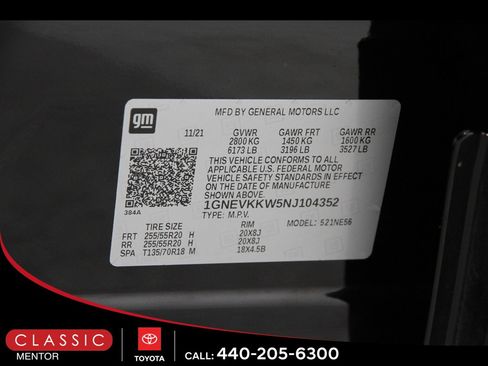 gm
MFD BY GENERAL MOTORS LLC
11/21 GVWR GAWR FRT GAWR RR
2800 KG 1450 KG 1600 KG
6173 LB 3196 LB 3527 LB
THIS VEHICLE CONFORMS TO ALL
APPLICABLE U.S. FEDERAL MOTOR
VEHICLE SAFETY STANDARDS IN EFFECT
ON THE DATE OF MANUFACTURE
SHOWN ABOVE.
384A
1GNEVKKW5NJ104352
TYPE: M.P.V. MODEL: 521NE56
TIRE SIZE RIM
FRT 255/55R20 H 20X8J
RR 255/55R20 H 20X8J
SPA T135/70R18 M 18X4.5B
CLASSIC
MENTOR
TOYOTA
CALL: 440-205-6300